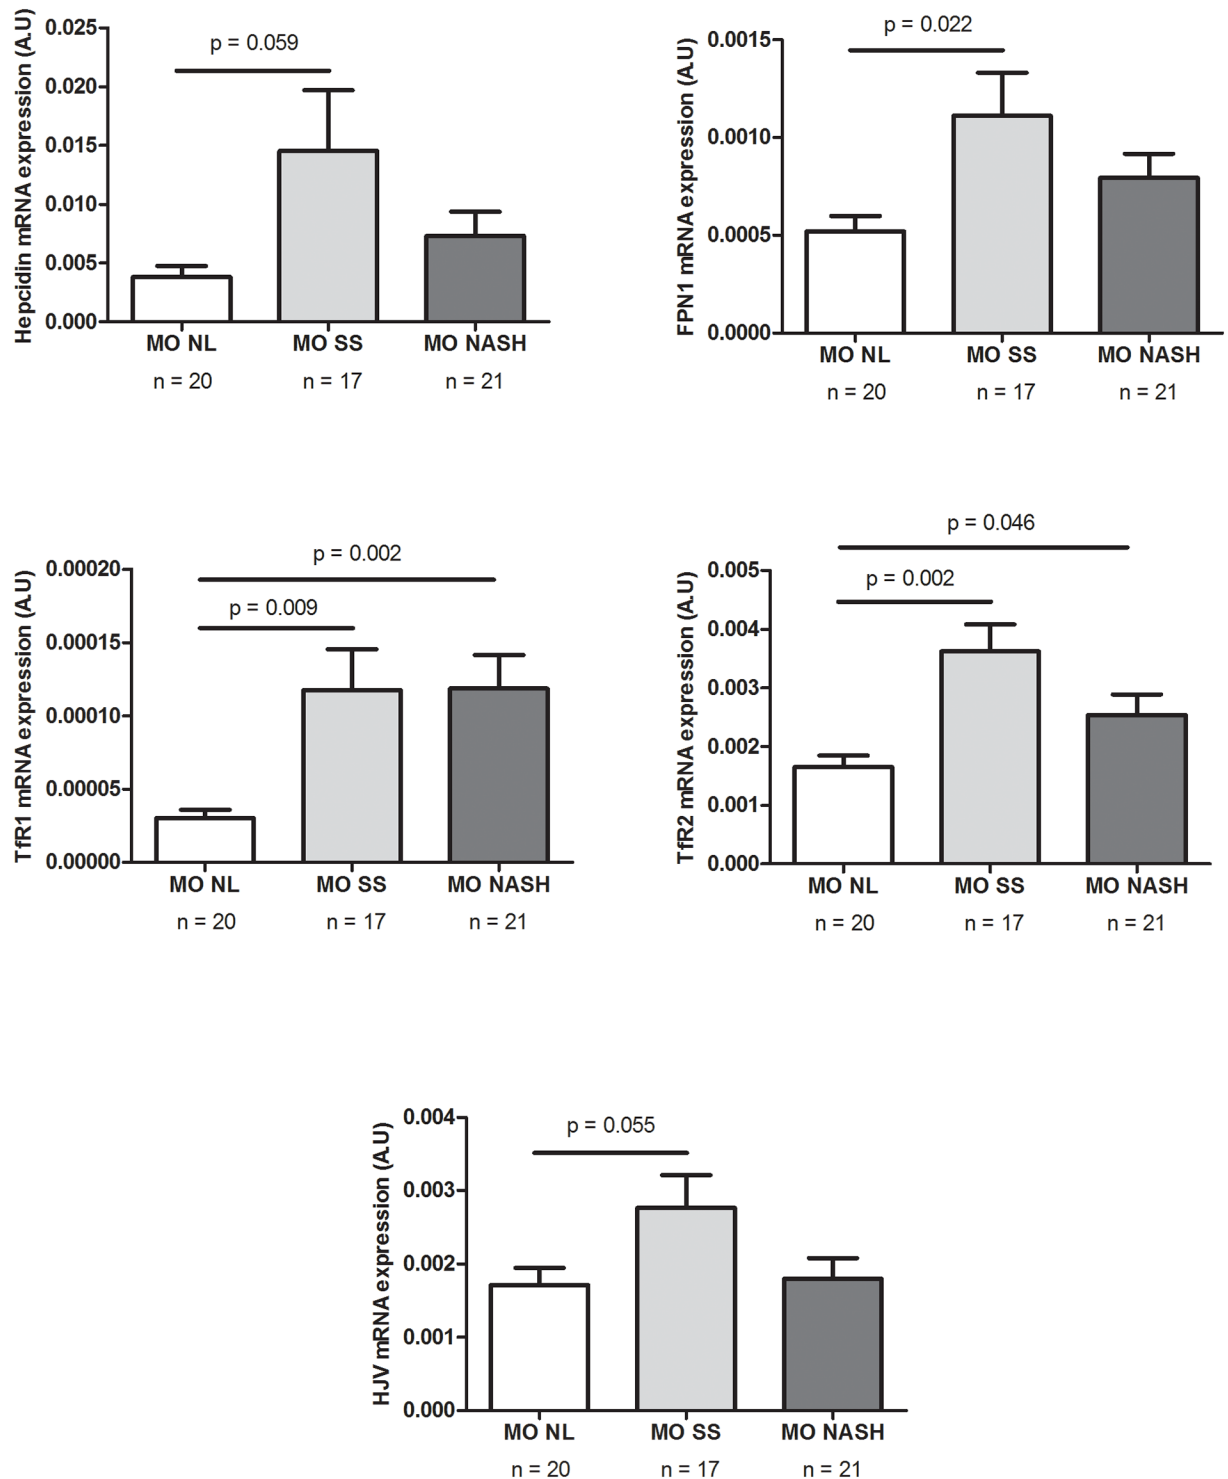 Hepcidin mRNA expression (A.U)
0.025
0.020
0.015
0.010
0.005
0.000
p = 0.059
MO NL MO SS MO NASH
n = 20 n = 17 n = 21
FPN1 mRNA expression (A.U)
0.0015
0.0010
0.0005
0.0000
p = 0.022
MO NL MO SS MO NASH
n = 20 n = 17 n = 21
TfR1 mRNA expression (A.U)
0.00020
0.00015
0.00010
0.00005
0.00000
p = 0.002
p = 0.009
MO NL MO SS MO NASH
n = 20 n = 17 n = 21
TfR2 mRNA expression (A.U)
0.005
0.004
0.003
0.002
0.001
0.000
p = 0.046
p = 0.002
MO NL MO SS MO NASH
n = 20 n = 17 n = 21
HJV mRNA expression (A.U)
0.004
0.003
0.002
0.001
0.000
p = 0.055
MO NL MO SS MO NASH
n = 20 n = 17 n = 21